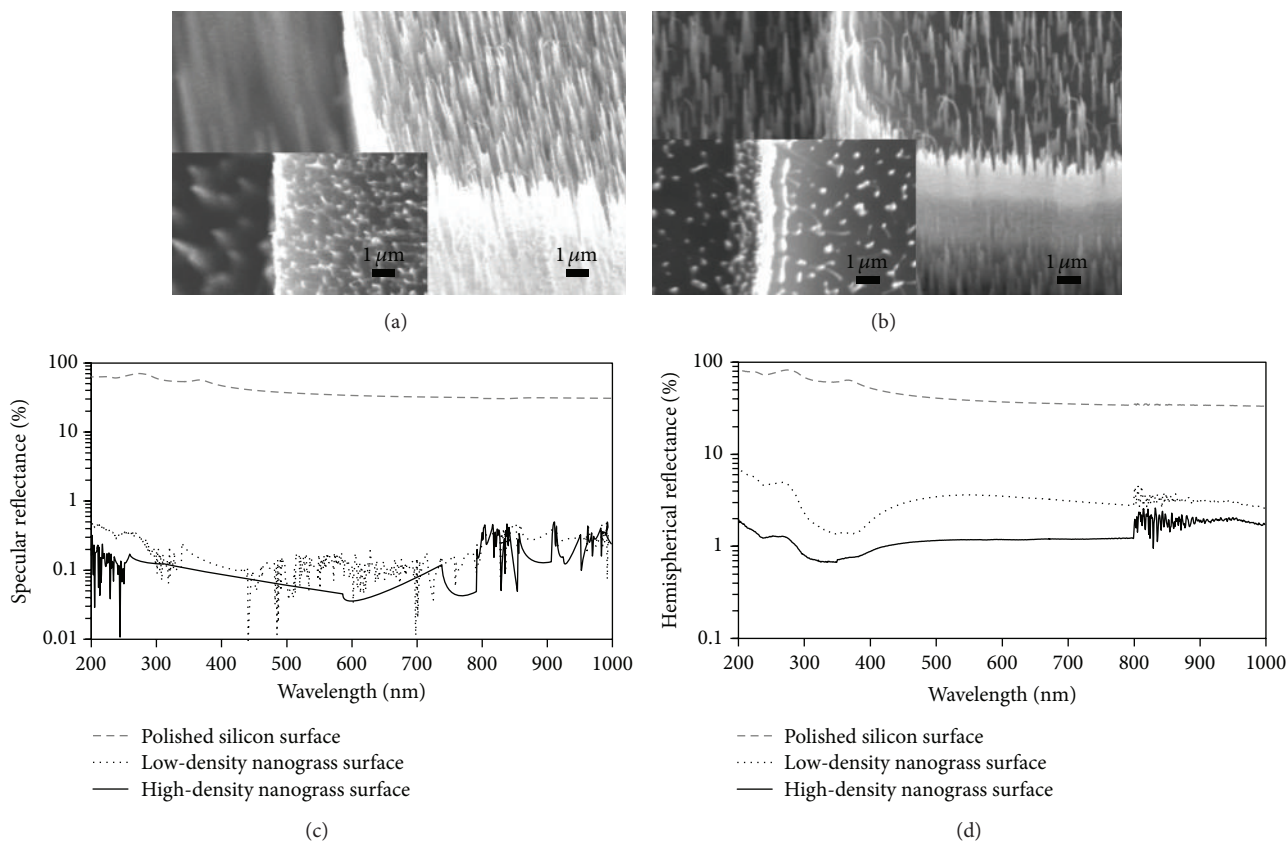 1 μm
1 μm
1 μm
1 μm
(a)
(b)
Specular reflectance (%)
100
10
1
0.1
0.01
200 300 400 500 600 700 800 900 1000
Wavelength (nm)
Polished silicon surface
Low-density nanograss surface
High-density nanograss surface
(c)
Hemispherical reflectance (%)
100
10
1
0.1
200 300 400 500 600 700 800 900 1000
Wavelength (nm)
Polished silicon surface
Low-density nanograss surface
High-density nanograss surface
(d)